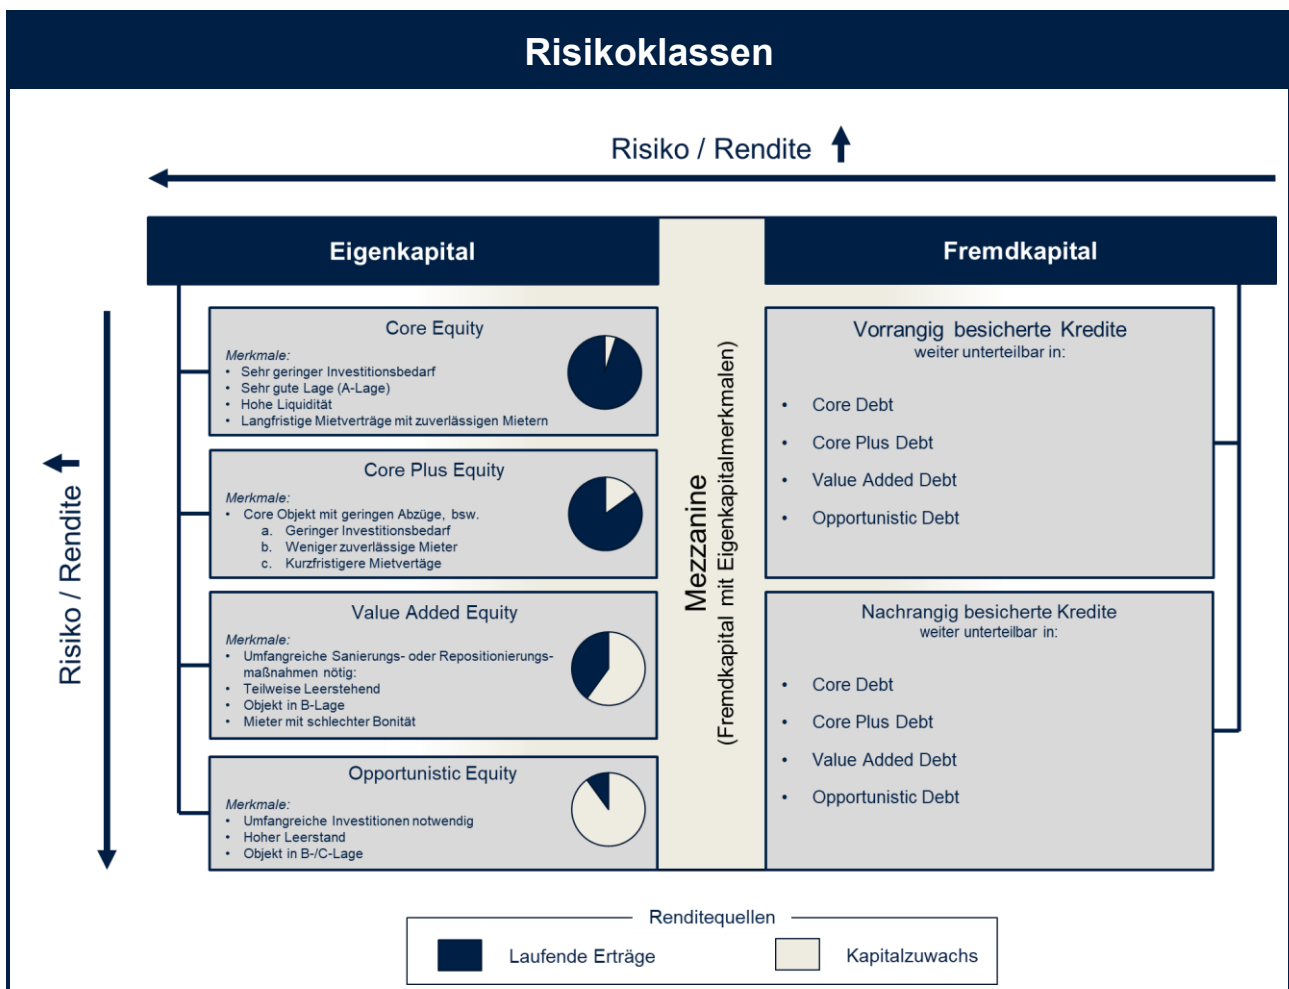 Risikoklassen
Risiko / Rendite
Eigenkapital
Fremdkapital
Risiko / Rendite
Core Equity
Merkmale:
• Sehr geringer Investitionsbedarf
• Sehr gute Lage (A-Lage)
• Hohe Liquidität
• Langfristige Mietverträge mit zuverlässigen Mietern
Core Plus Equity
Merkmale:
• Core Objekt mit geringen Abzüge, bsw.
a. Geringer Investitionsbedarf
b. Weniger zuverlässige Mieter
c. Kurzfristigere Mietvertäge
Value Added Equity
Merkmale:
• Umfangreiche Sanierungs- oder Repositionierungs-
maßnahmen nötig:
• Teilweise Leerstehend
• Objekt in B-Lage
• Mieter mit schlechter Bonität
Opportunistic Equity
Merkmale:
• Umfangreiche Investitionen notwendig
• Hoher Leerstand
• Objekt in B-/C-Lage
Mezzanine
(Fremdkapital mit Eigenkapitalmerkmalen)
Vorrangig besicherte Kredite
weiter unterteilbar in:
• Core Debt
• Core Plus Debt
• Value Added Debt
• Opportunistic Debt
Nachrangig besicherte Kredite
weiter unterteilbar in:
• Core Debt
• Core Plus Debt
• Value Added Debt
• Opportunistic Debt
Renditequellen
Laufende Erträge
Kapitalzuwachs